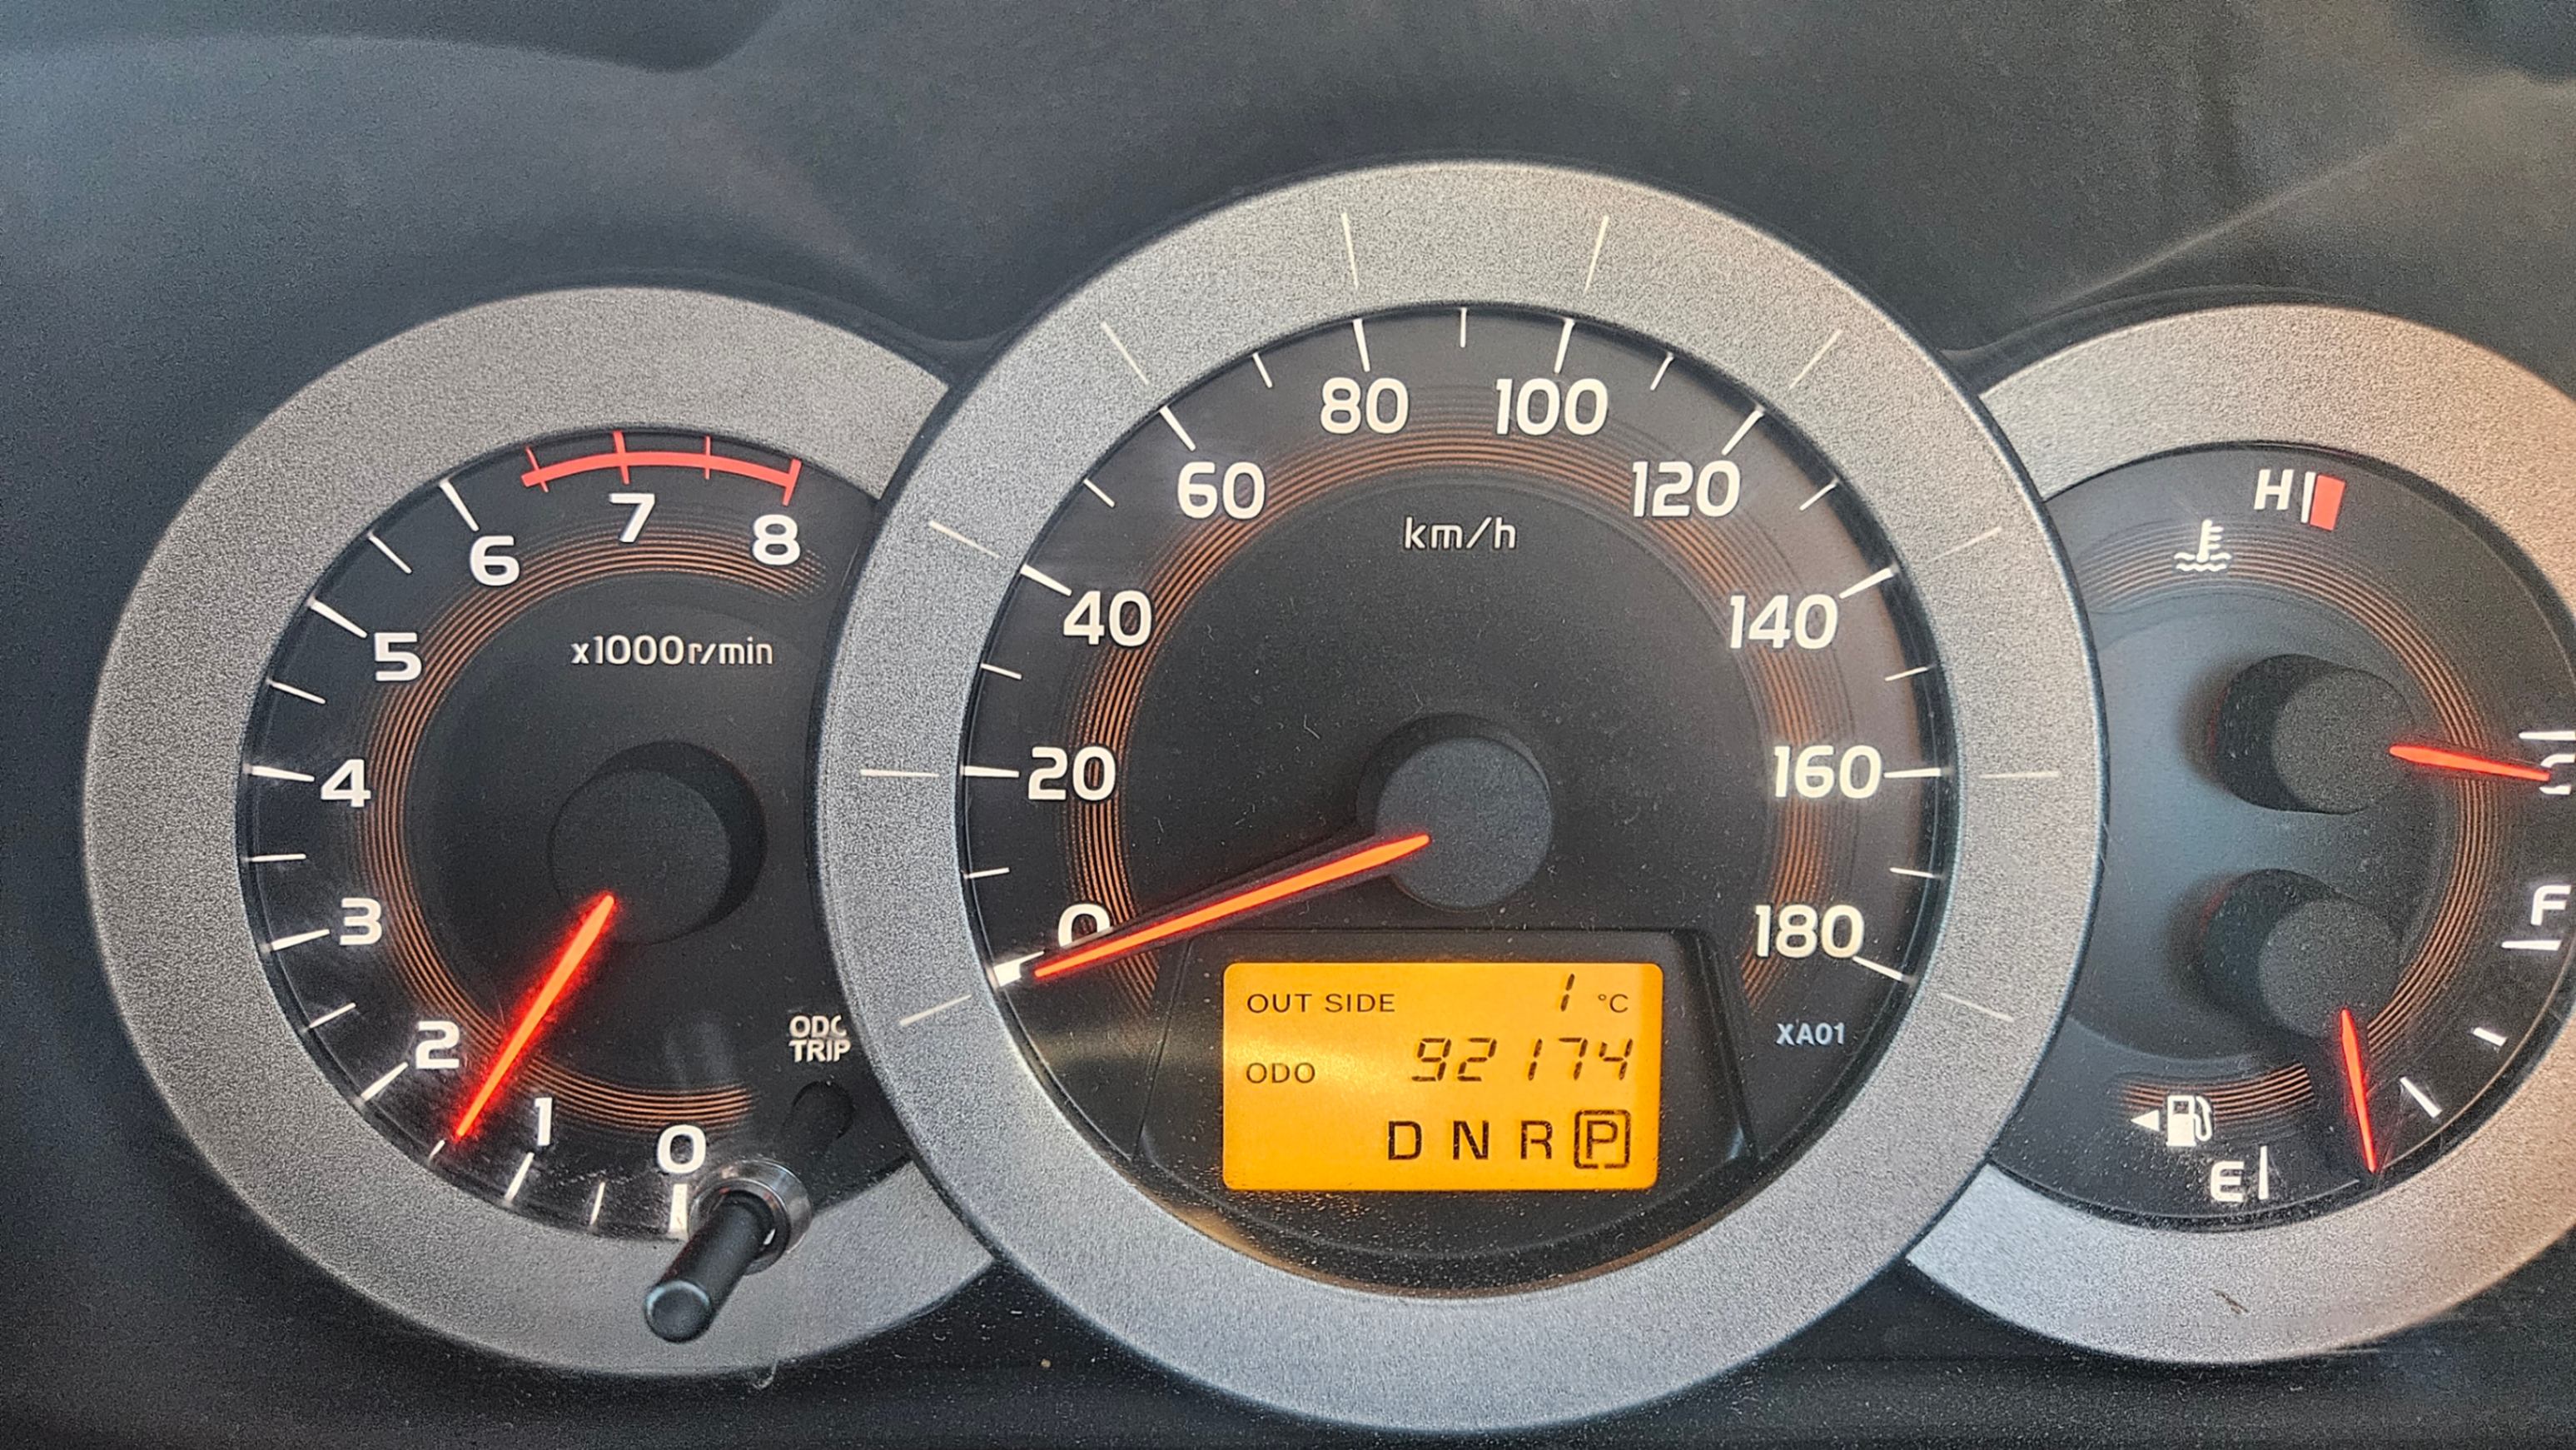 8
7
6
5
4
3
2
1
0
x1000r/min
ODO
TRIP
0
20
40
60
80
100
120
140
160
180
km/h
OUT SIDE 1 °C
ODO 92174
D N R P
XA01
H
C
F
E